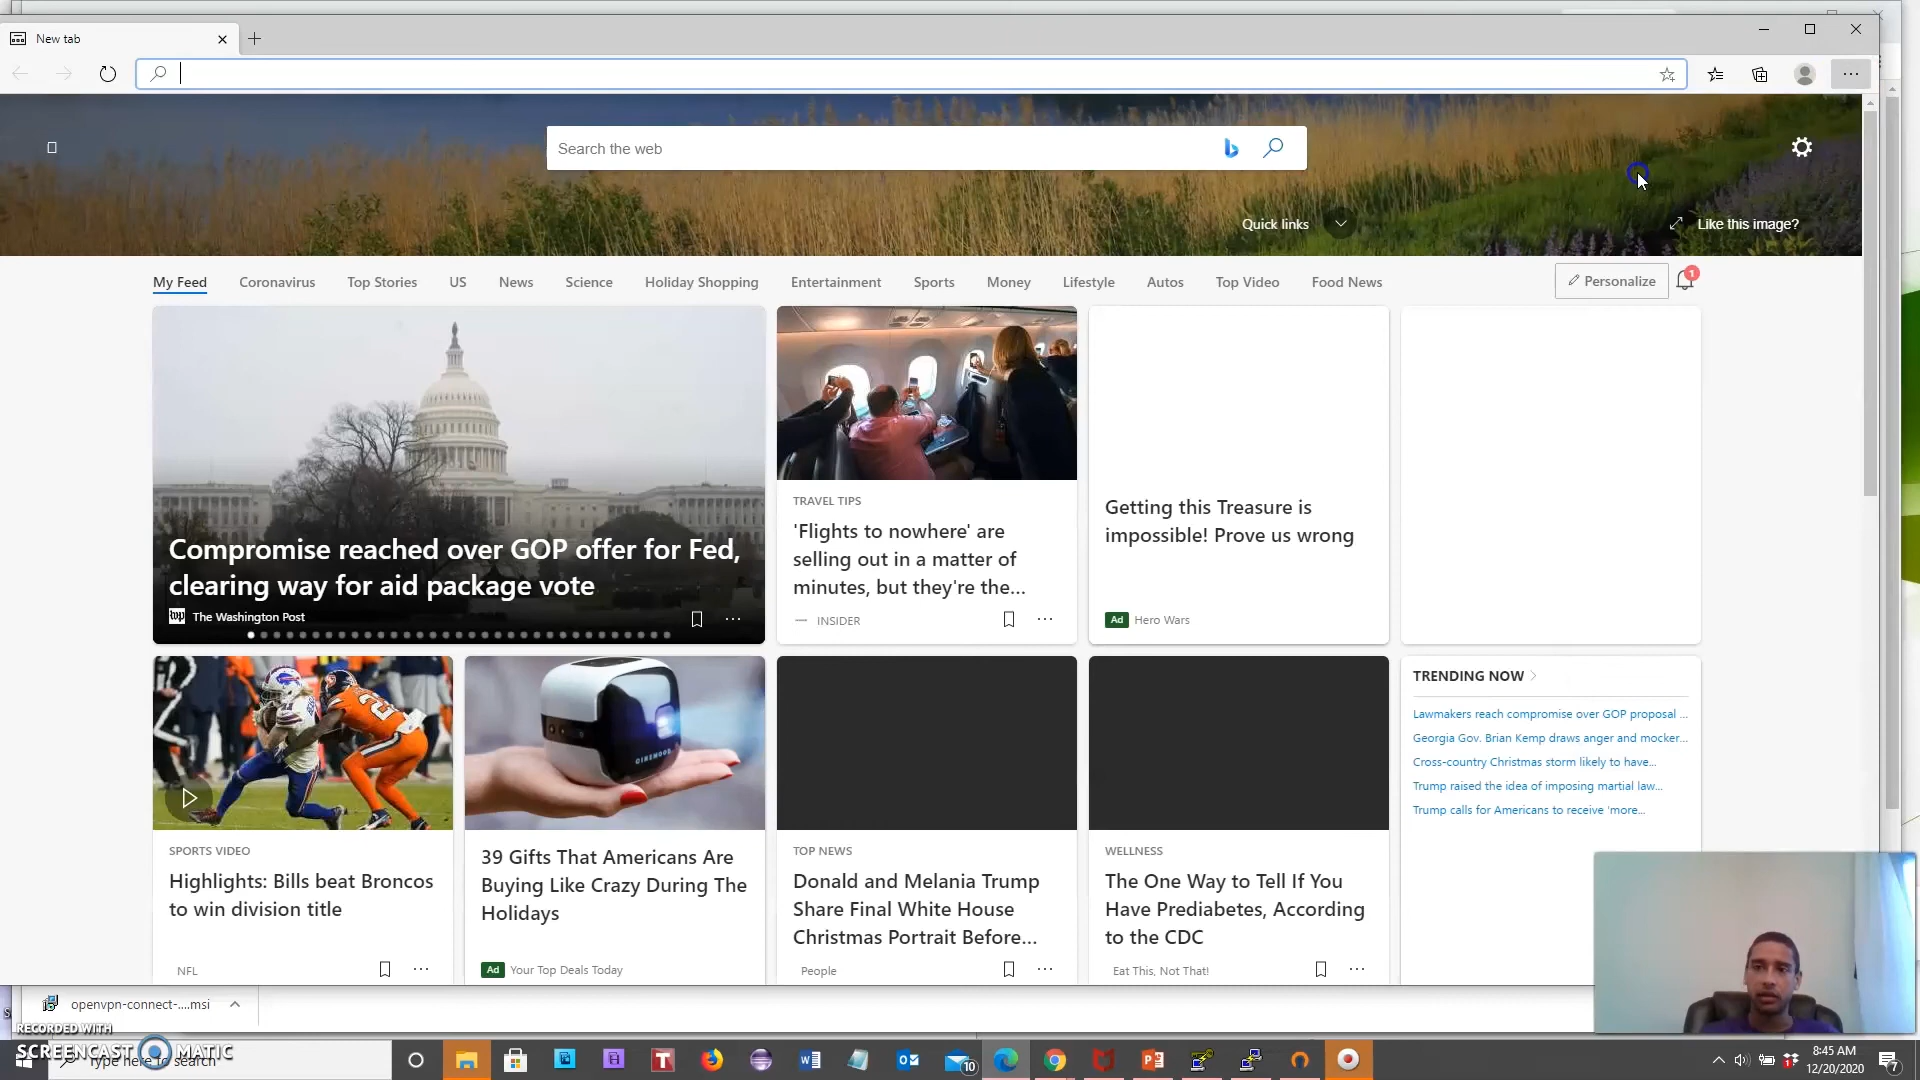 New tab
Search the web
Quick links
Like this image?
My Feed
Coronavirus
Top Stories
US
News
Science
Holiday Shopping
Entertainment
Sports
Money
Lifestyle
Autos
Top Video
Food News
Personalize
1
Compromise reached over GOP offer for Fed,
clearing way for aid package vote
wp The Washington Post
TRAVEL TIPS
'Flights to nowhere' are
selling out in a matter of
minutes, but they're the...
INSIDER
Getting this Treasure is
impossible! Prove us wrong
Ad Hero Wars
SPORTS VIDEO
Highlights: Bills beat Broncos
to win division title
NFL
CINEMOOD
39 Gifts That Americans Are
Buying Like Crazy During The
Holidays
Ad Your Top Deals Today
TOP NEWS
Donald and Melania Trump
Share Final White House
Christmas Portrait Before...
People
WELLNESS
The One Way to Tell If You
Have Prediabetes, According
to the CDC
Eat This, Not That!
TRENDING NOW
Lawmakers reach compromise over GOP proposal ...
Georgia Gov. Brian Kemp draws anger and mocker...
Cross-country Christmas storm likely to have...
Trump raised the idea of imposing martial law...
Trump calls for Americans to receive 'more...
openvpn-connect-....msi
RECORDED WITH
SCREENCAST MATIC
Type here to search
10
8:45 AM
12/20/2020
7